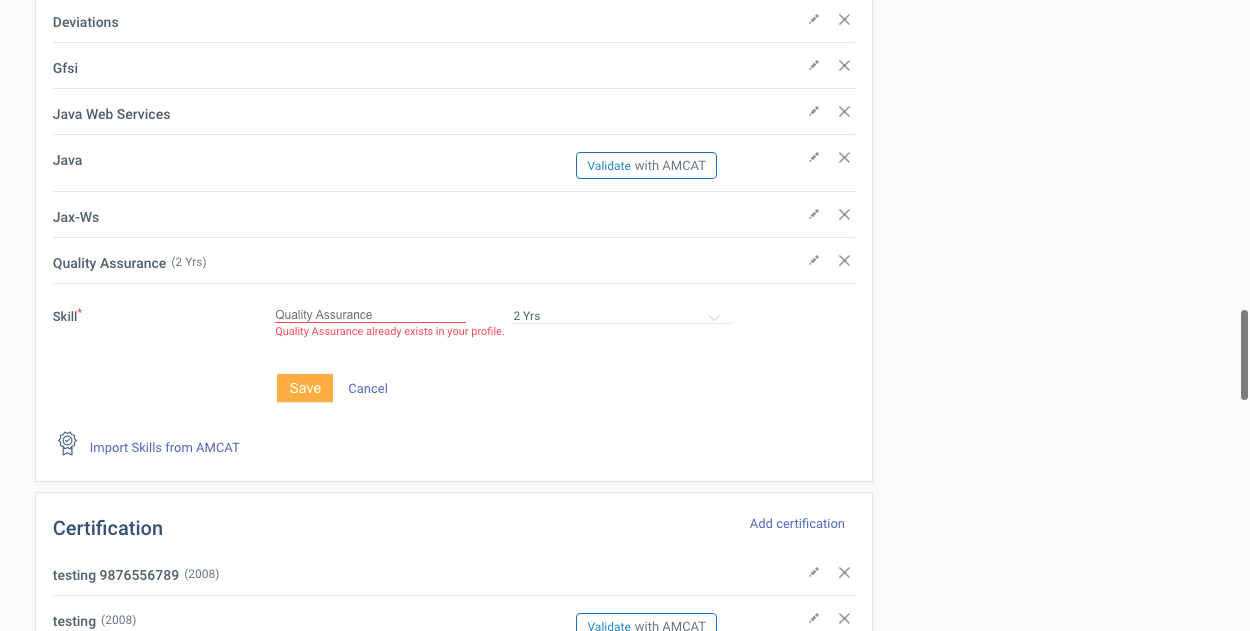 Deviations
Gfsi
Java Web Services
Java
Validate with AMCAT
Jax-Ws
Quality Assurance (2 Yrs)
Skill* Quality Assurance 2 Yrs
Quality Assurance already exists in your profile.
Save Cancel
Import Skills from AMCAT
Certification Add certification
testing 9876556789 (2008)
testing (2008)
Validate with AMCAT